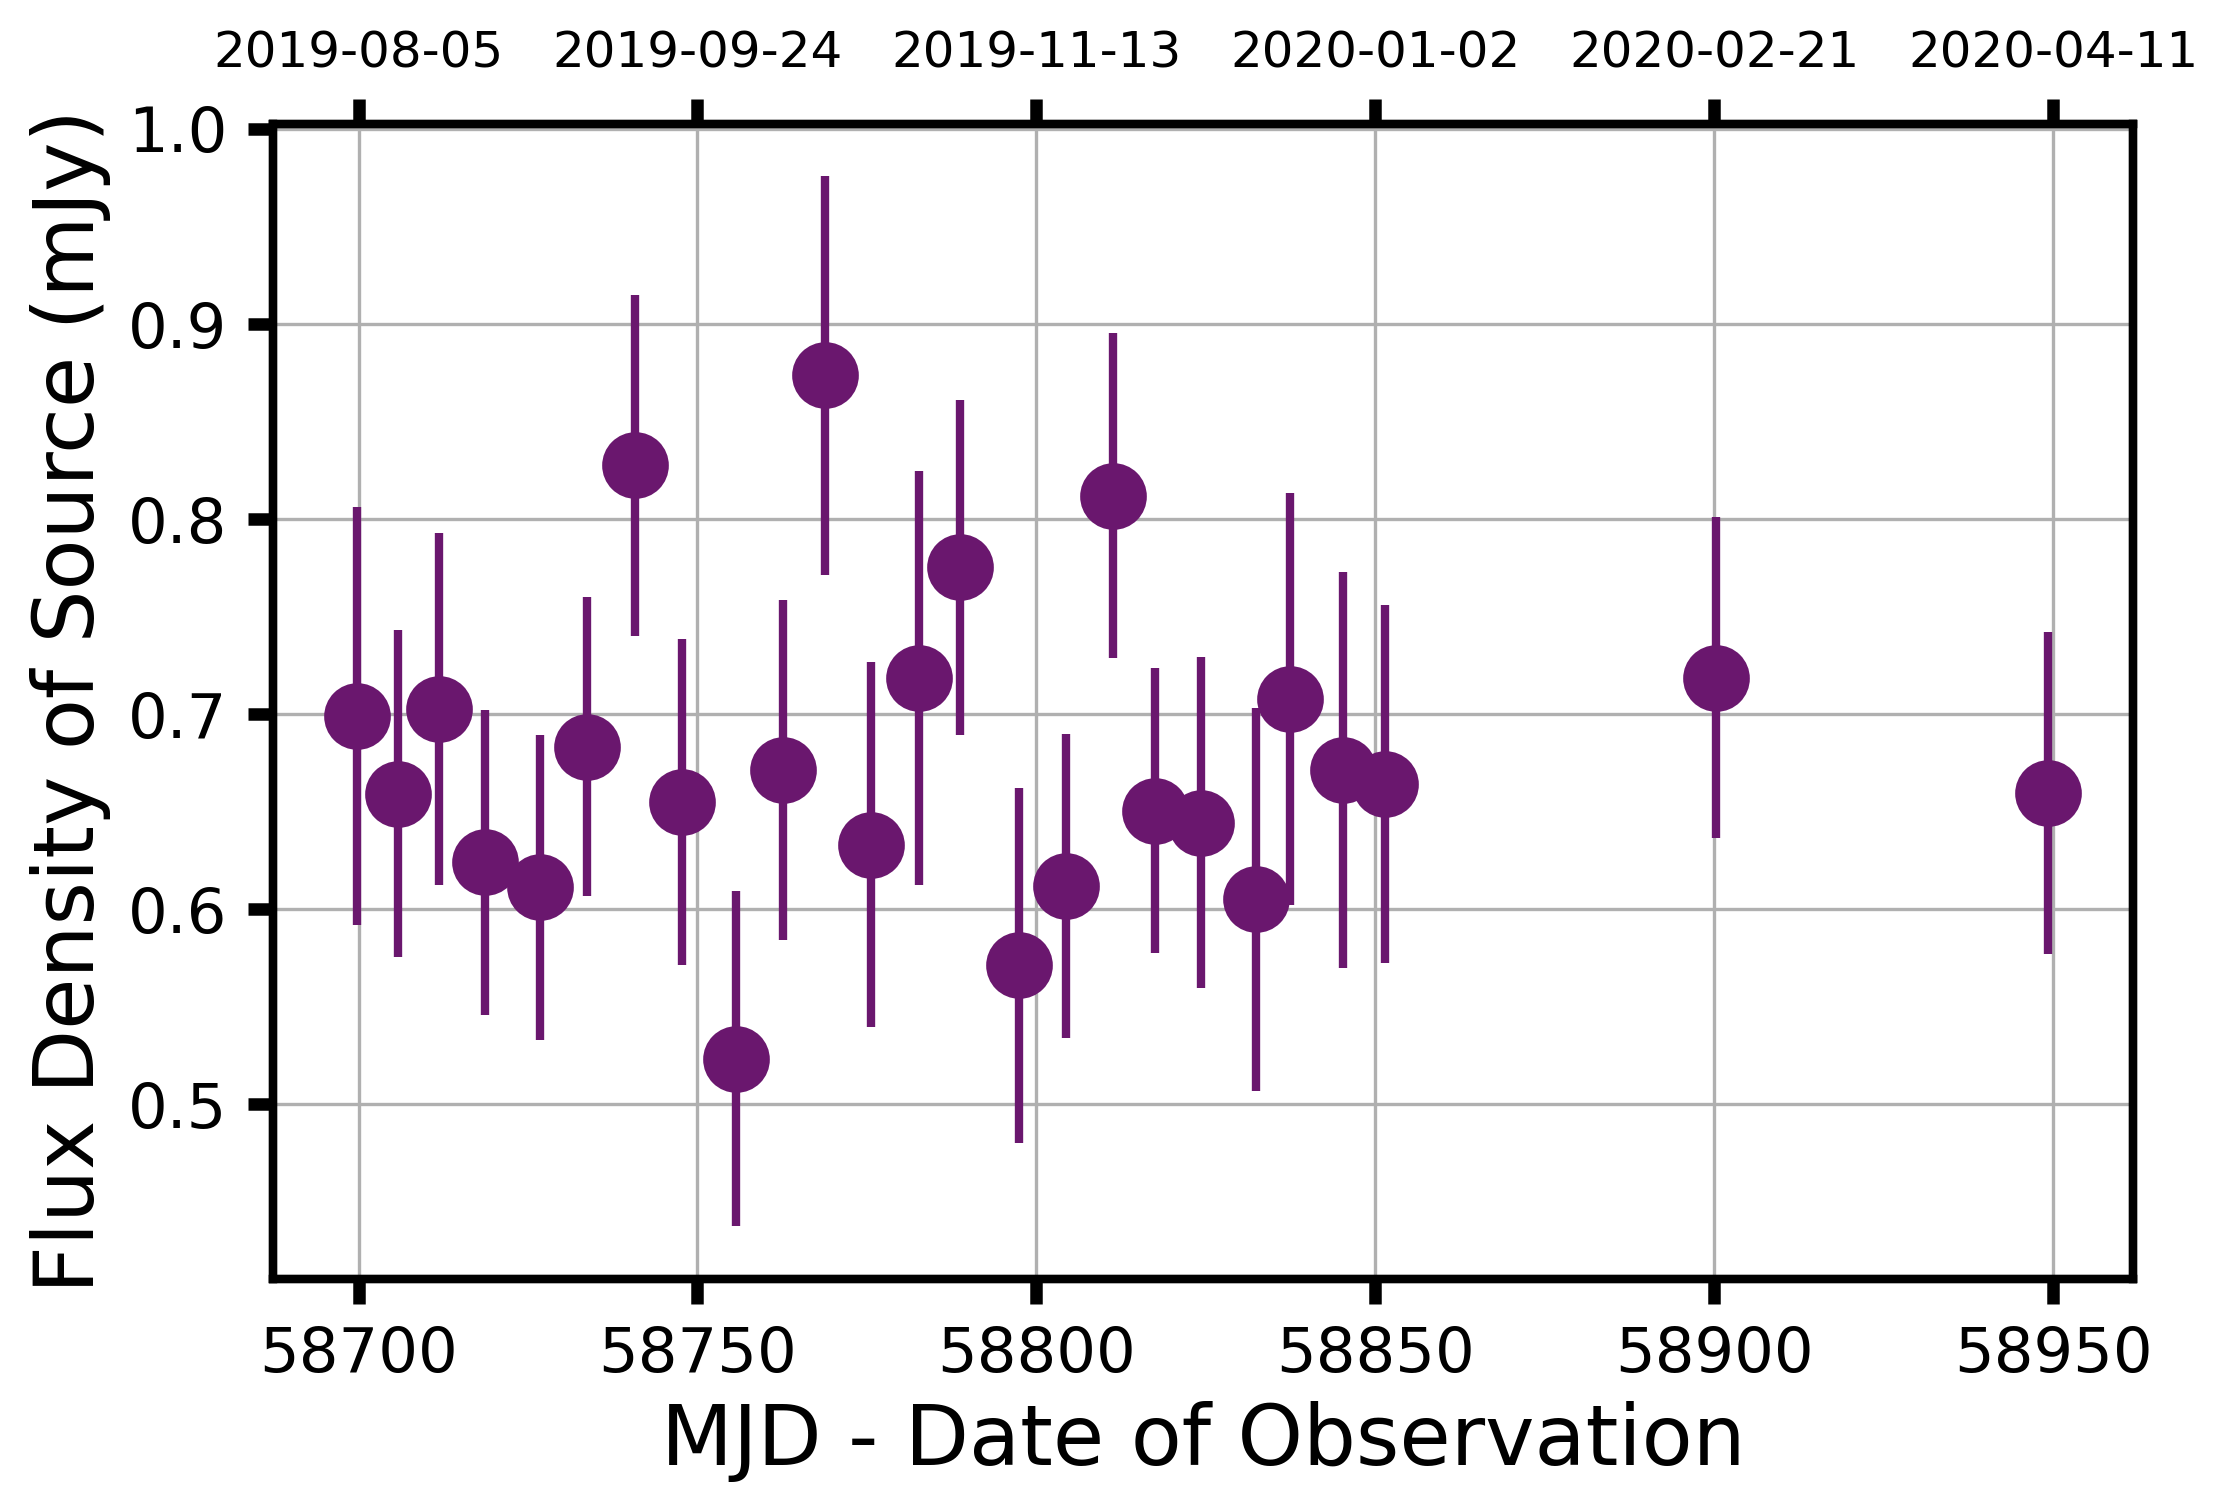 2019-08-05 2019-09-24 2019-11-13 2020-01-02 2020-02-21 2020-04-11
Flux Density of Source (mJy)
1.0
0.9
0.8
0.7
0.6
0.5
58700 58750 58800 58850 58900 58950
MJD - Date of Observation